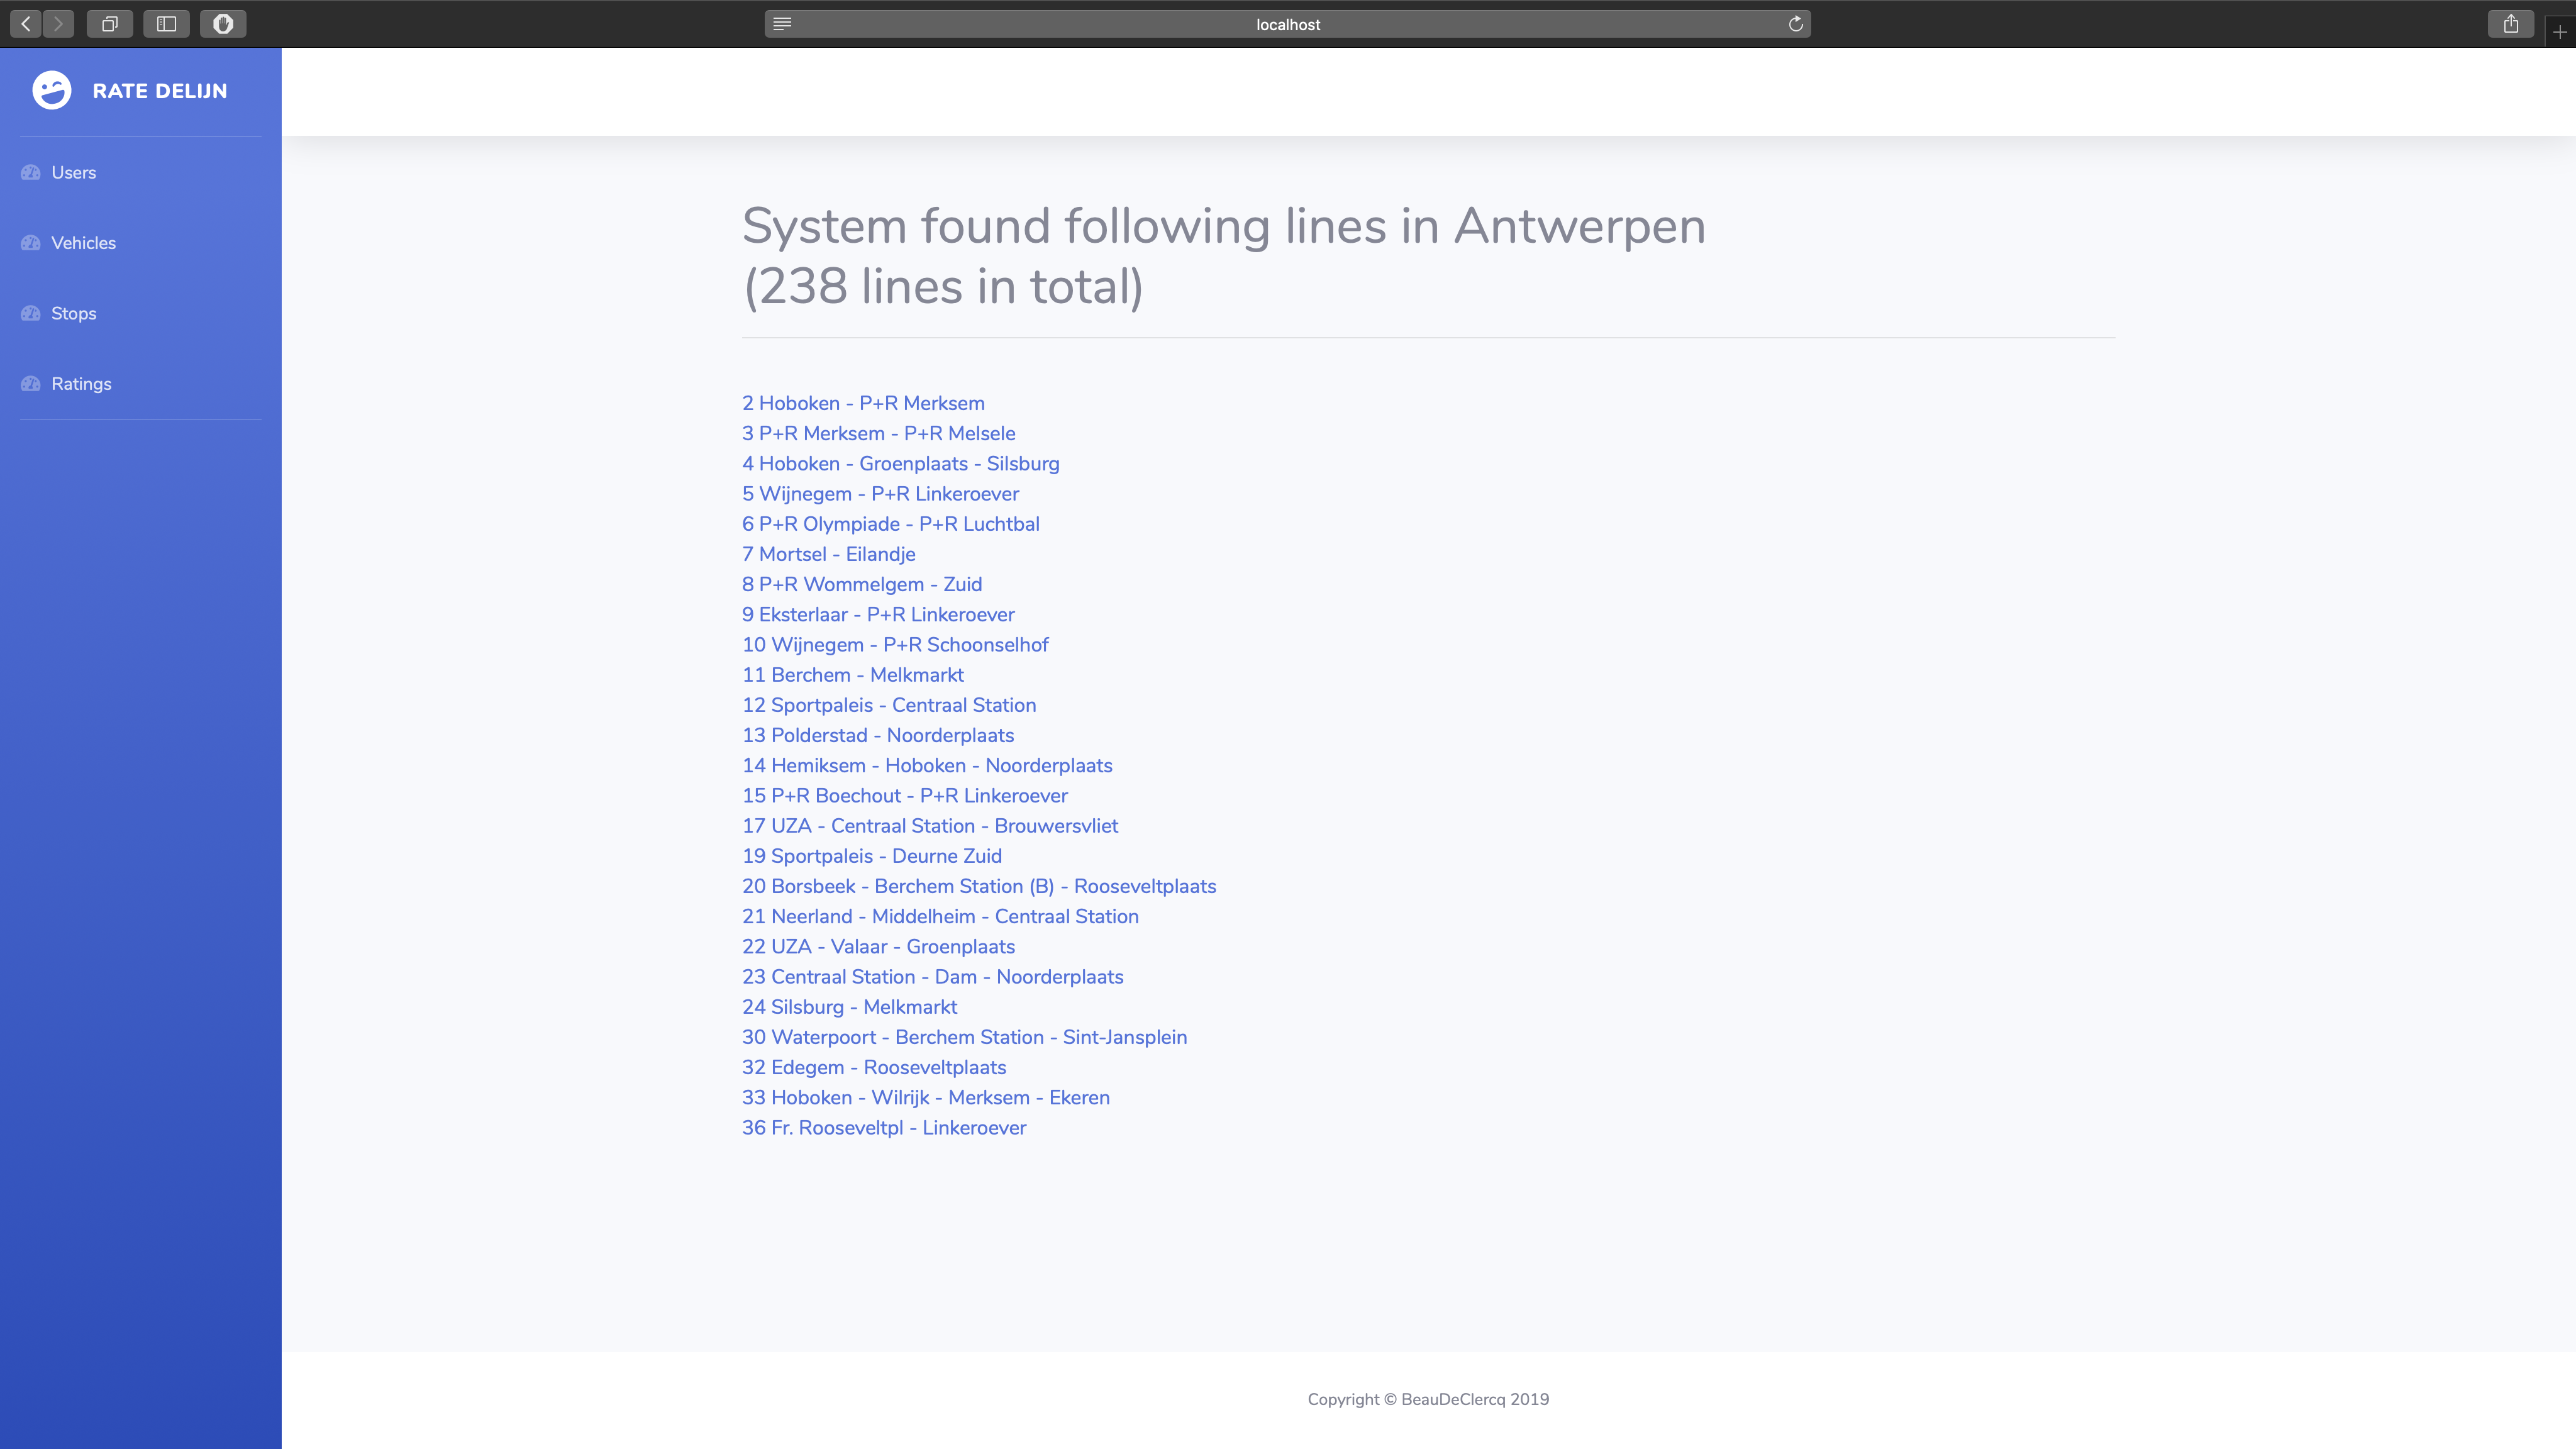 localhost
RATE DELIJN
Users
Vehicles
Stops
Ratings
System found following lines in Antwerpen
(238 lines in total)
2 Hoboken - P+R Merksem
3 P+R Merksem - P+R Melsele
4 Hoboken - Groenplaats - Silsburg
5 Wijnegem - P+R Linkeroever
6 P+R Olympiade - P+R Luchtbal
7 Mortsel - Eilandje
8 P+R Wommelgem - Zuid
9 Eksterlaar - P+R Linkeroever
10 Wijnegem - P+R Schoonselhof
11 Berchem - Melkmarkt
12 Sportpaleis - Centraal Station
13 Polderstad - Noorderplaats
14 Hemiksem - Hoboken - Noorderplaats
15 P+R Boechout - P+R Linkeroever
17 UZA - Centraal Station - Brouwersvliet
19 Sportpaleis - Deurne Zuid
20 Borsbeek - Berchem Station (B) - Rooseveltplaats
21 Neerland - Middelheim - Centraal Station
22 UZA - Valaar - Groenplaats
23 Centraal Station - Dam - Noorderplaats
24 Silsburg - Melkmarkt
30 Waterpoort - Berchem Station - Sint-Jansplein
32 Edegem - Rooseveltplaats
33 Hoboken - Wilrijk - Merksem - Ekeren
36 Fr. Rooseveltpl - Linkeroever
Copyright © BeauDeClercq 2019